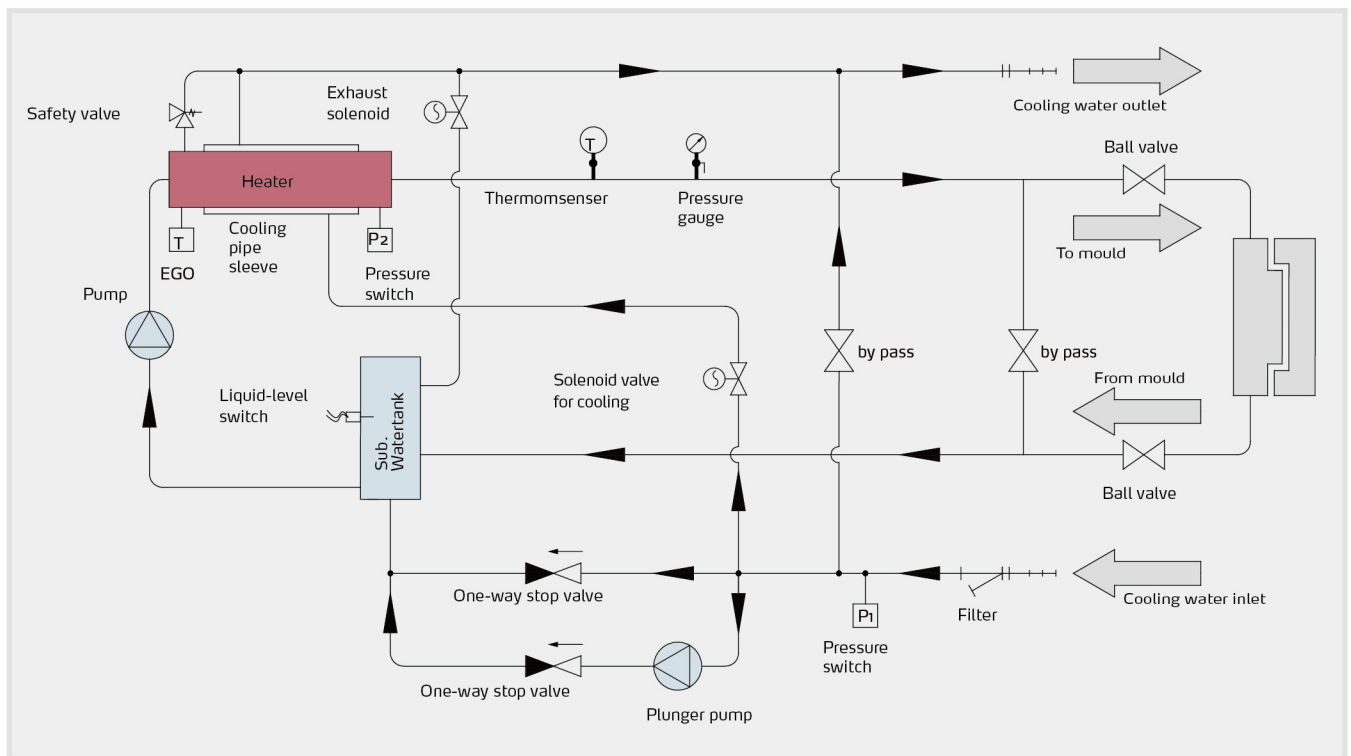 Safety valve
Exhaust
solenoid
Cooling water outlet
Heater
T
Thermomsenser
Pressure
gauge
Ball valve
To mould
T
EGO
Cooling
pipe
sleeve
P2
Pressure
switch
Pump
Liquid-level
switch
Sub.
Watertank
Solenoid valve
for cooling
S
S
by pass
by pass
From mould
Ball valve
One-way stop valve
P1
Pressure
switch
Filter
Cooling water inlet
One-way stop valve
Plunger pump